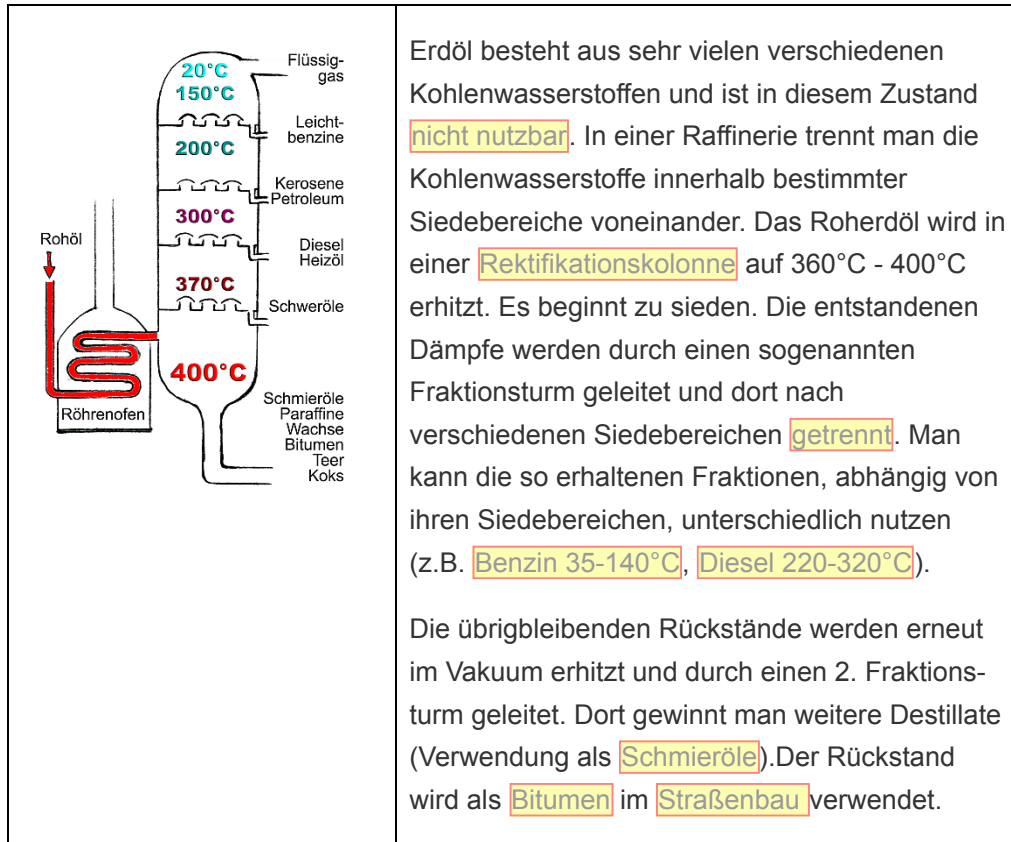 20°C
150°C
200°C
300°C
370°C
400°C
Flüssig-
gas
Leicht-
benzine
Kerosene
Petroleum
Diesel
Heizöl
Schweröle
Schmieröle
Paraffine
Wachse
Bitumen
Teer
Koks
Rohöl
Röhrenofen
Erdöl besteht aus sehr vielen verschiedenen
Kohlenwasserstoffen und ist in diesem Zustand
nicht nutzbar. In einer Raffinerie trennt man die
Kohlenwasserstoffe innerhalb bestimmter
Siedebereiche voneinander. Das Roherdöl wird in
einer Rektifikationskolonne auf 360°C - 400°C
erhitzt. Es beginnt zu sieden. Die entstandenen
Dämpfe werden durch einen sogenannten
Fraktionsturm geleitet und dort nach
verschiedenen Siedebereichen getrennt. Man
kann die so erhaltenen Fraktionen, abhängig von
ihren Siedebereichen, unterschiedlich nutzen
(z.B. Benzin 35-140°C, Diesel 220-320°C).
Die übrigbleibenden Rückstände werden erneut
im Vakuum erhitzt und durch einen 2. Fraktions-
turm geleitet. Dort gewinnt man weitere Destillate
(Verwendung als Schmieröle).Der Rückstand
wird als Bitumen im Straßenbau verwendet.